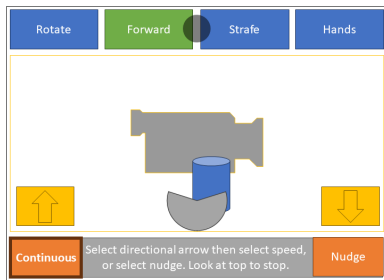 Rotate
Forward
Strafe
Hands
Continuous
Select directional arrow then select speed,
or select nudge. Look at top to stop.
Nudge